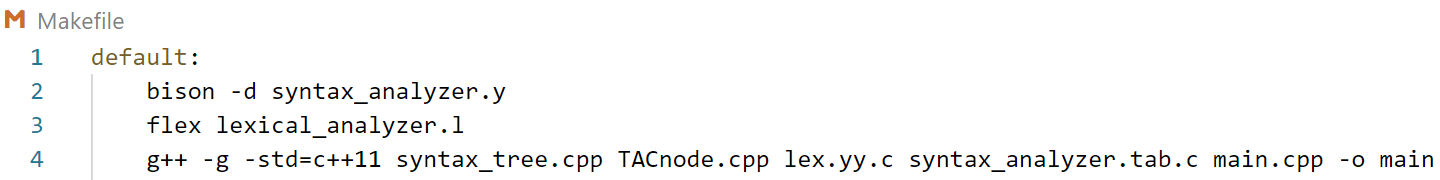 M Makefile
1 default:
2 bison -d syntax_analyzer.y
3 flex lexical_analyzer.l
4 g++ -g -std=c++11 syntax_tree.cpp TACnode.cpp lex.yy.c syntax_analyzer.tab.c main.cpp -o main